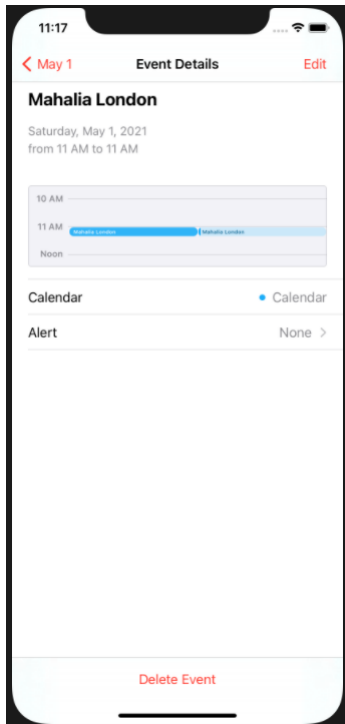 11:17
May 1
Event Details
Edit
Mahalia London
Saturday, May 1, 2021
from 11 AM to 11 AM
10 AM
11 AM
Mahalia London
Mahalia London
Noon
Calendar
Calendar
Alert
None
Delete Event